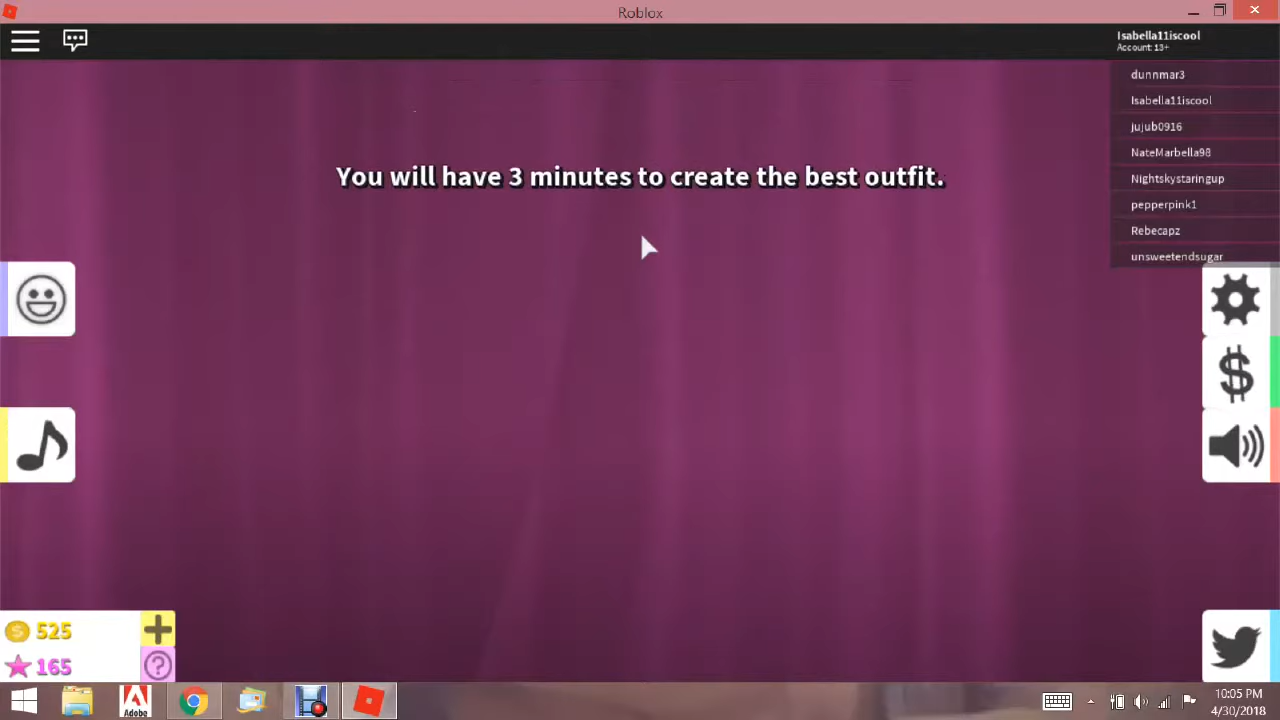 Roblox
Isabella11iscool
Account: 13+
dunnmar3
Isabella11iscool
jujub0916
NateMarbella98
Nightskystaringup
pepperpink1
Rebecapz
unsweetendsugar
You will have 3 minutes to create the best outfit.
525
165
Adobe
10:05 PM
4/30/2018